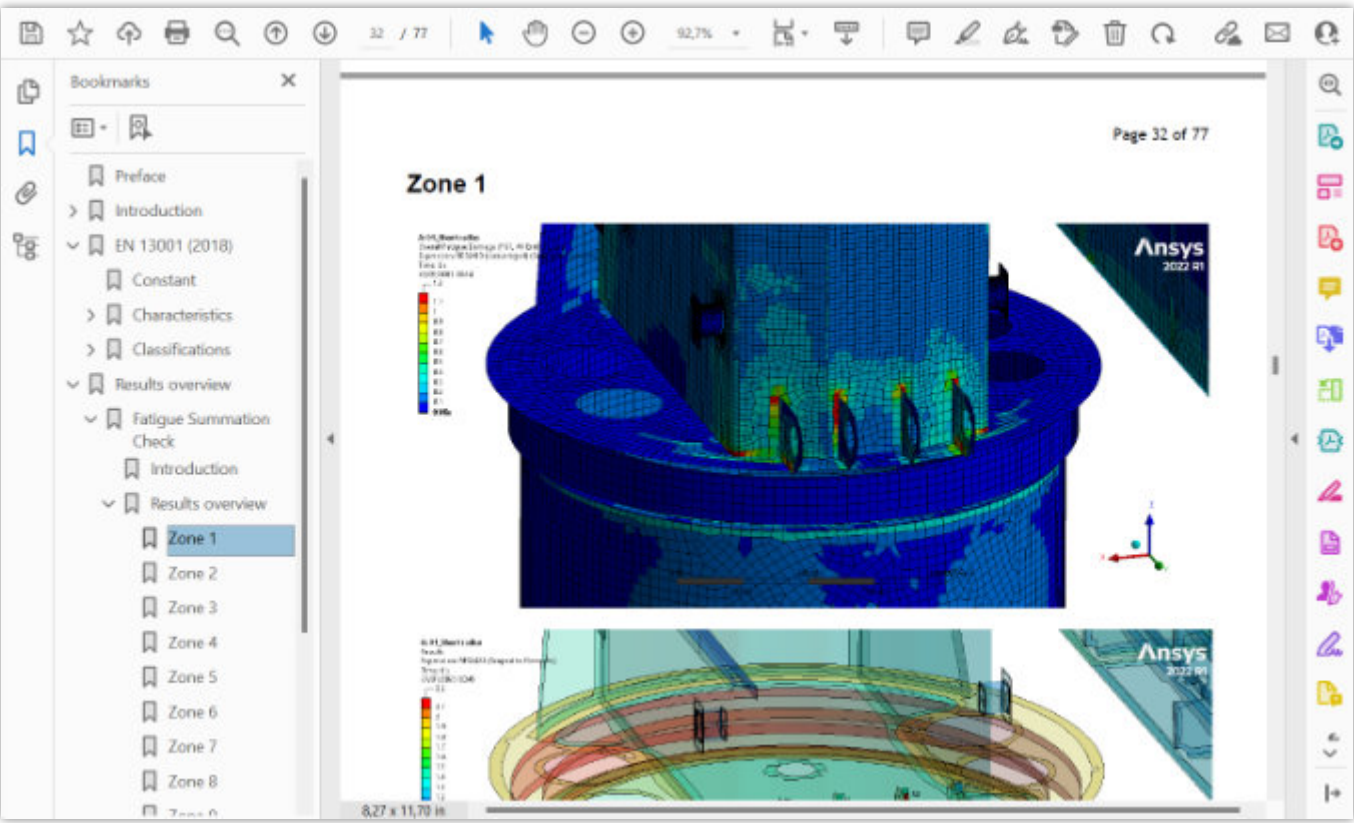 32 / 77
92,7%
Bookmarks
Preface
Introduction
EN 13001 (2018)
Constant
Characteristics
Classifications
Results overview
Fatigue Summation
Check
Introduction
Results overview
Zone 1
Zone 2
Zone 3
Zone 4
Zone 5
Zone 6
Zone 7
Zone 8
Page 32 of 77
Zone 1
Ansys
2022 R1
Ansys
2022 R1
8,27 x 11,70 in